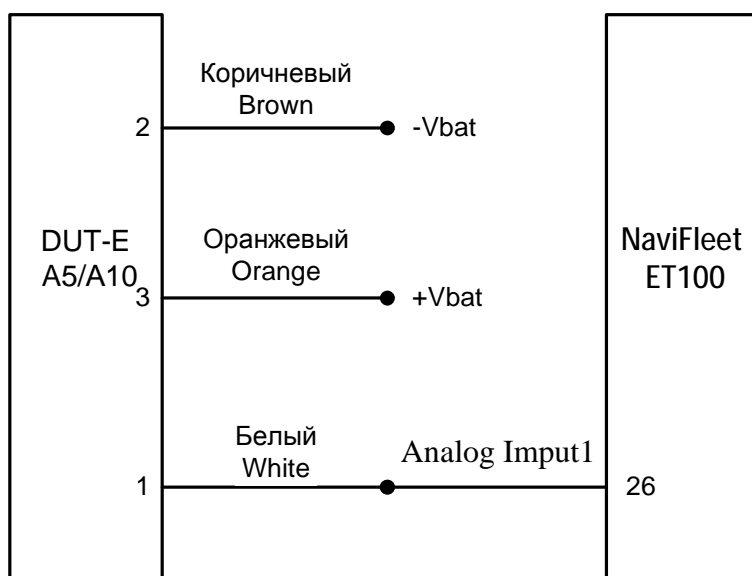 Коричневый
Brown
2
-Vbat
DUT-E
A5/A10
NaviFleet
ET100
Оранжевый
Orange
3
+Vbat
Белый
White
Analog Imput1
1
26